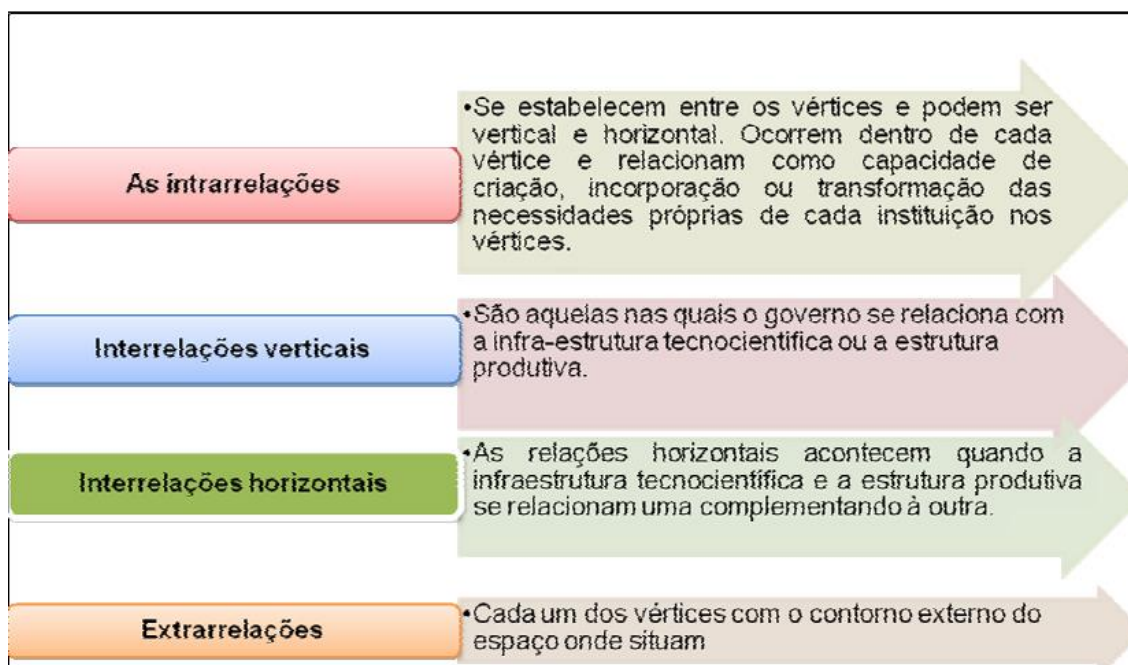 As intrarrelações
•Se estabelecem entre os vértices e podem ser
vertical e horizontal. Ocorrem dentro de cada
vértice e relacionam como capacidade de
criação, incorporação ou transformação das
necessidades próprias de cada instituição nos
vértices.
Interrelações verticais
•São aquelas nas quais o governo se relaciona com
a infra-estrutura tecnocientifica ou a estrutura
produtiva.
Interrelações horizontais
•As relações horizontais acontecem quando a
infraestrutura tecnocientífica e a estrutura produtiva
se relacionam uma complementando à outra.
Extrarrelações
•Cada um dos vértices com o contorno externo do
espaço onde situam